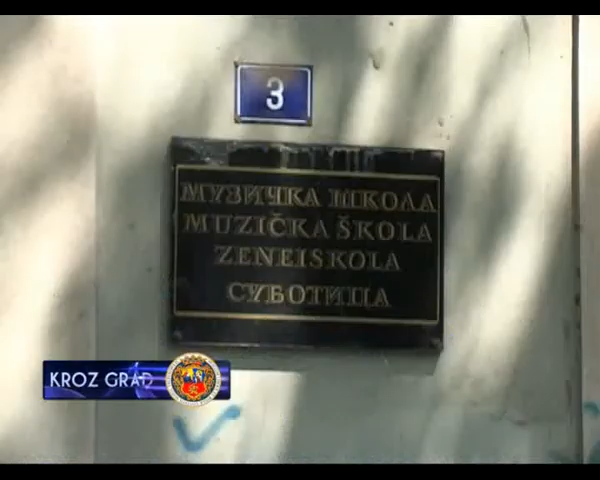 3
МУЗИЧКА ШКОЛА
MUZIČKA ŠKOLA
ZENEISKOLA
СУБОТИЦА
KROZ GRAD